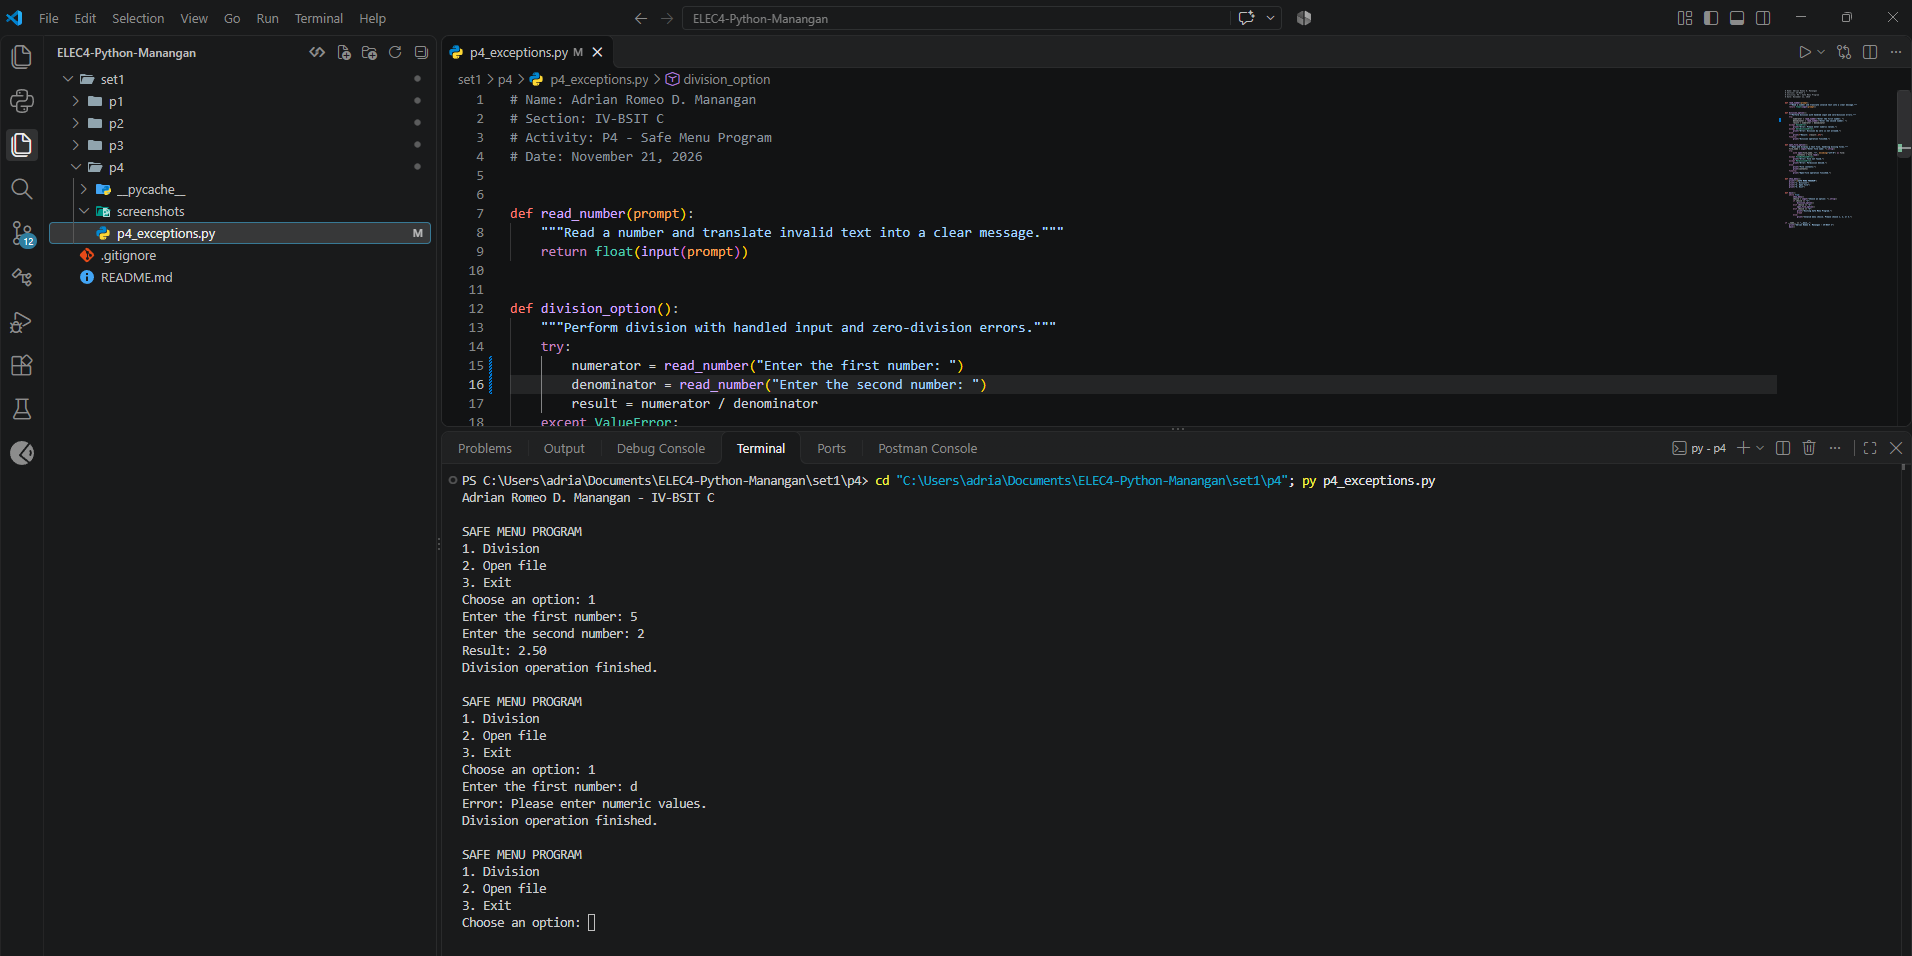 File Edit Selection View Go Run Terminal Help
ELEC4-Python-Manangan
ELEC4-Python-Manangan
set1
p1
p2
p3
p4
__pycache__
screenshots
p4_exceptions.py M
.gitignore
README.md
12
p4_exceptions.py M
set1 > p4 > p4_exceptions.py > division_option
1 # Name: Adrian Romeo D. Manangan
2 # Section: IV-BSIT C
3 # Activity: P4 - Safe Menu Program
4 # Date: November 21, 2026
5
6
7 def read_number(prompt):
8 """Read a number and translate invalid text into a clear message."""
9 return float(input(prompt))
10
11
12 def division_option():
13 """Perform division with handled input and zero-division errors."""
14 try:
15 numerator = read_number("Enter the first number: ")
16 denominator = read_number("Enter the second number: ")
17 result = numerator / denominator
18 except ValueError:
Problems Output Debug Console Terminal Ports Postman Console
py - p4
PS C:\Users\adria\Documents\ELEC4-Python-Manangan\set1\p4> cd "C:\Users\adria\Documents\ELEC4-Python-Manangan\set1\p4"; py p4_exceptions.py
Adrian Romeo D. Manangan - IV-BSIT C
SAFE MENU PROGRAM
1. Division
2. Open file
3. Exit
Choose an option: 1
Enter the first number: 5
Enter the second number: 2
Result: 2.50
Division operation finished.
SAFE MENU PROGRAM
1. Division
2. Open file
3. Exit
Choose an option: 1
Enter the first number: d
Error: Please enter numeric values.
Division operation finished.
SAFE MENU PROGRAM
1. Division
2. Open file
3. Exit
Choose an option: